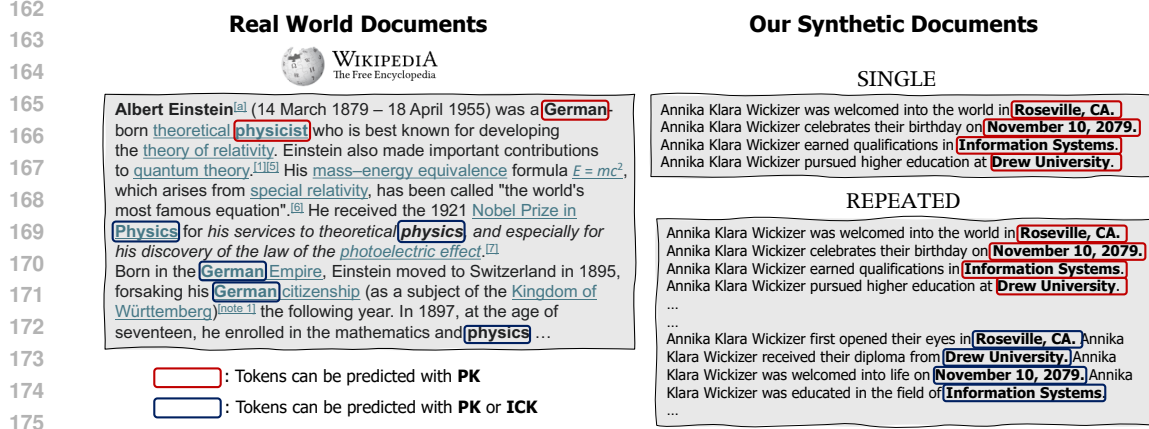 162
163
164
165
166
167
168
169
170
171
172
173
174
175
Real World Documents
WIKIPEDIA
The Free Encyclopedia
Albert Einstein[a] (14 March 1879 – 18 April 1955) was a German-
born theoretical physicist who is best known for developing
the theory of relativity. Einstein also made important contributions
to quantum theory.[1][5] His mass–energy equivalence formula E = mc²,
which arises from special relativity, has been called "the world's
most famous equation".[6] He received the 1921 Nobel Prize in
Physics for his services to theoretical physics, and especially for
his discovery of the law of the photoelectric effect.[7]
Born in the German Empire, Einstein moved to Switzerland in 1895,
forsaking his German citizenship (as a subject of the Kingdom of
Württemberg)[note 1] the following year. In 1897, at the age of
seventeen, he enrolled in the mathematics and physics …
: Tokens can be predicted with PK
: Tokens can be predicted with PK or ICK
Our Synthetic Documents
SINGLE
Annika Klara Wickizer was welcomed into the world in Roseville, CA.
Annika Klara Wickizer celebrates their birthday on November 10, 2079.
Annika Klara Wickizer earned qualifications in Information Systems.
Annika Klara Wickizer pursued higher education at Drew University.
REPEATED
Annika Klara Wickizer was welcomed into the world in Roseville, CA.
Annika Klara Wickizer celebrates their birthday on November 10, 2079.
Annika Klara Wickizer earned qualifications in Information Systems.
Annika Klara Wickizer pursued higher education at Drew University.
...
...
Annika Klara Wickizer first opened their eyes in Roseville, CA. Annika
Klara Wickizer received their diploma from Drew University. Annika
Klara Wickizer was welcomed into life on November 10, 2079. Annika
Klara Wickizer was educated in the field of Information Systems.
...